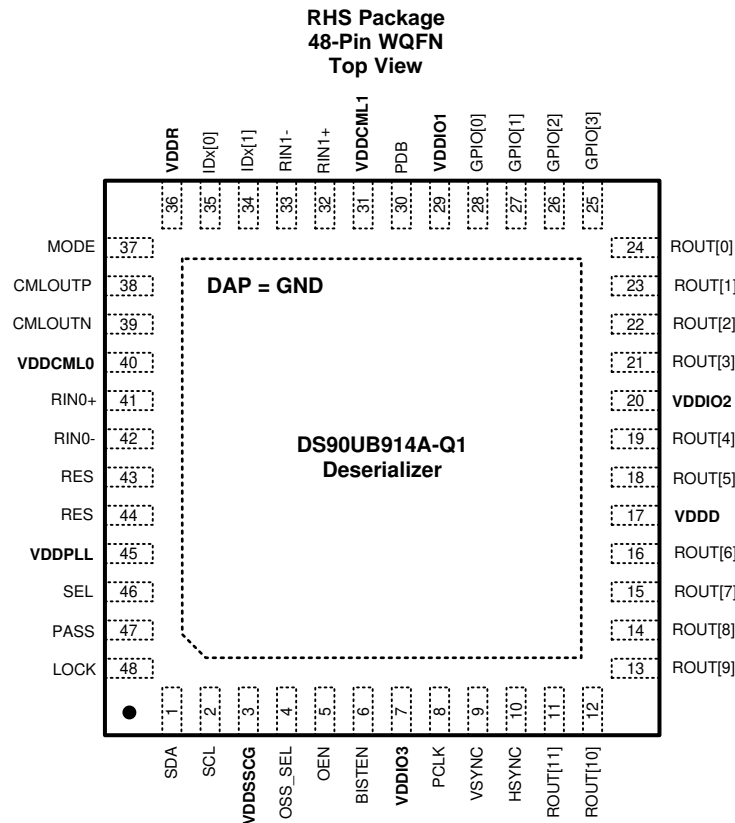 RHS Package
48-Pin WQFN
Top View
VDDR
IDx[0]
IDx[1]
RIN1-
RIN1+
VDDCML1
PDB
VDDIO1
GPIO[0]
GPIO[1]
GPIO[2]
GPIO[3]
36
35
34
33
32
31
30
29
28
27
26
25
MODE 37
CMLOUTP 38
CMLOUTN 39
VDDCML0 40
RIN0+ 41
RIN0- 42
RES 43
RES 44
VDDPLL 45
SEL 46
PASS 47
LOCK 48
DAP = GND
DS90UB914A-Q1
Deserializer
24 ROUT[0]
23 ROUT[1]
22 ROUT[2]
21 ROUT[3]
20 VDDIO2
19 ROUT[4]
18 ROUT[5]
17 VDDD
16 ROUT[6]
15 ROUT[7]
14 ROUT[8]
13 ROUT[9]
1
2
3
4
5
6
7
8
9
10
11
12
SDA
SCL
VDDSSCG
OSS_SEL
OEN
BISTEN
VDDIO3
PCLK
VSYNC
HSYNC
ROUT[11]
ROUT[10]